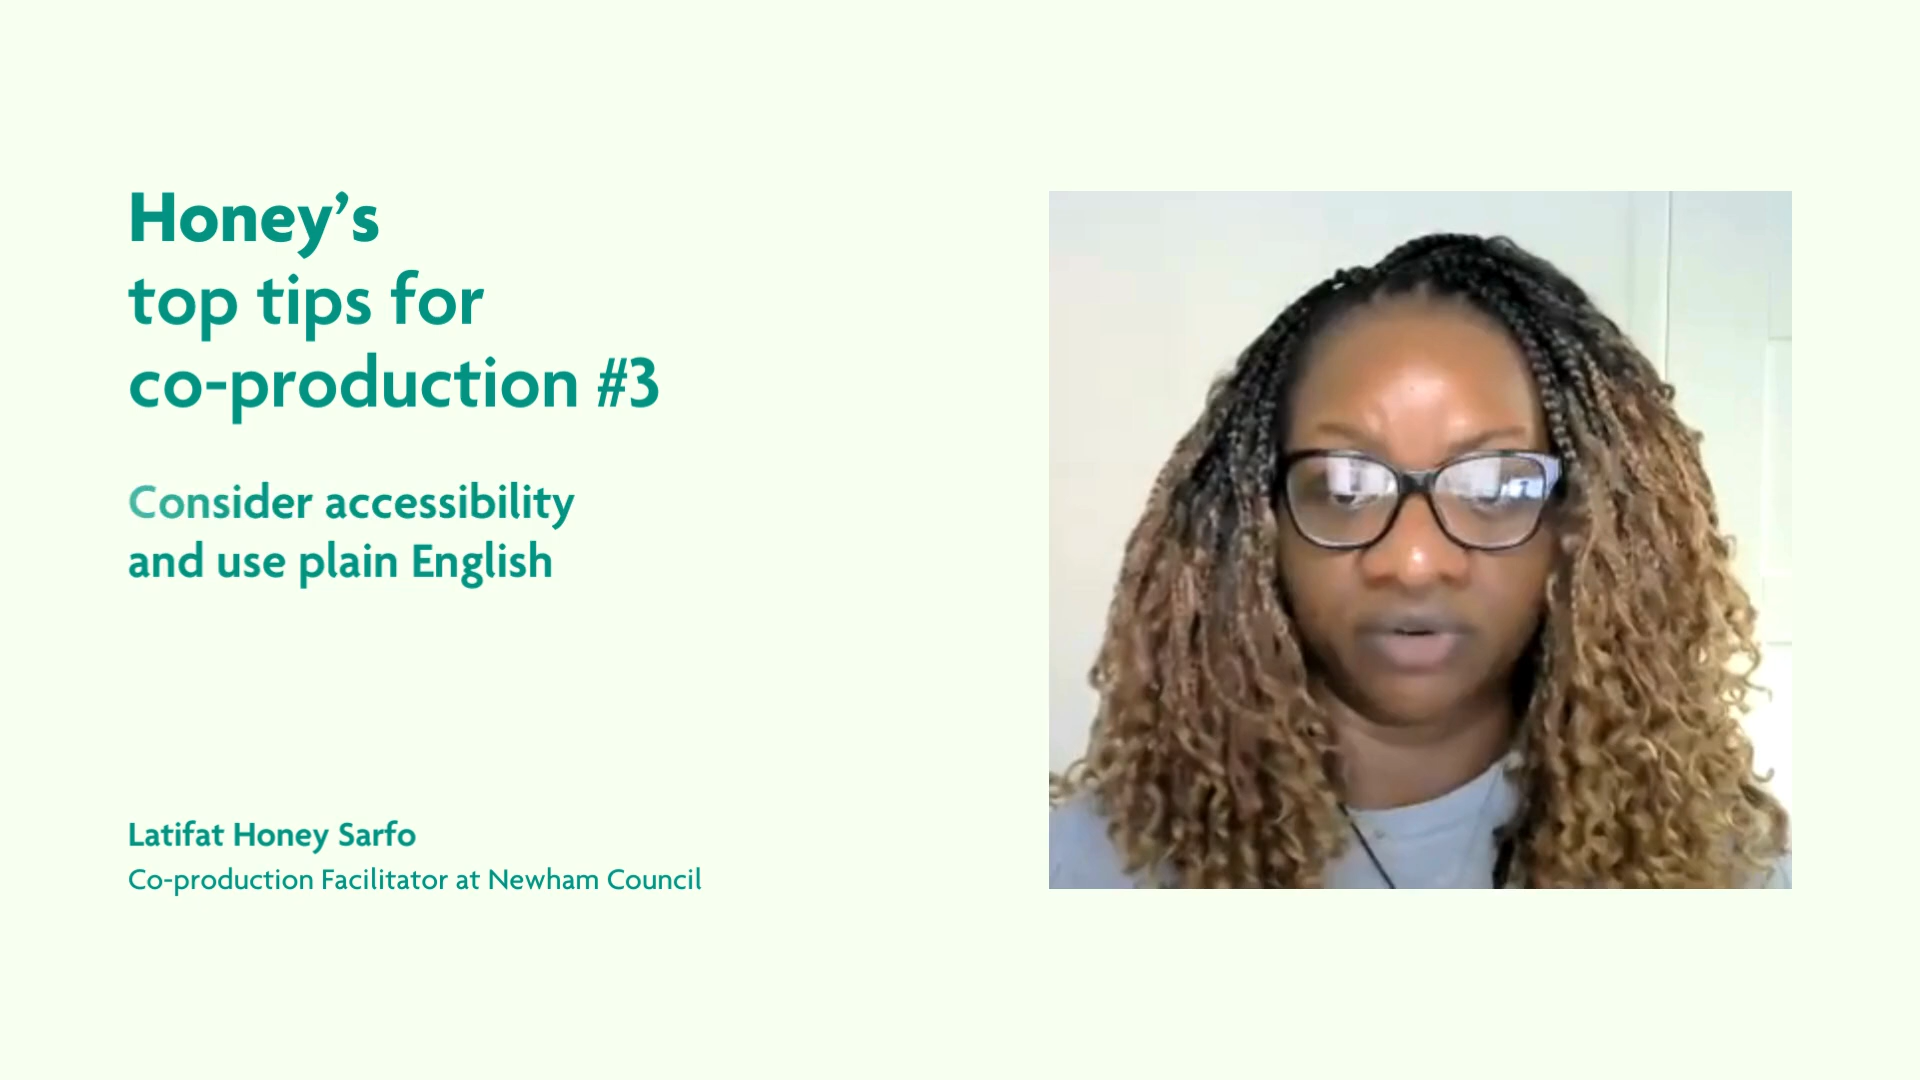 Honey’s
top tips for
co-production #3
Consider accessibility
and use plain English
Latifat Honey Sarfo
Co-production Facilitator at Newham Council